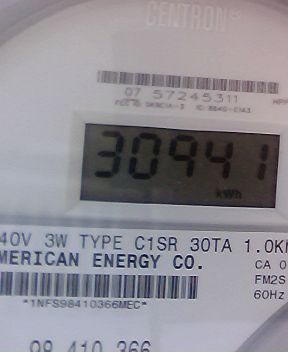 CENTRON®
07 57245311
30941
kWh
40V 3W TYPE C1SR 30TA 1.0K
MERICAN ENERGY CO.
CA 0
FM2S
60Hz
*1NFS98410366MEC*
98 410 366